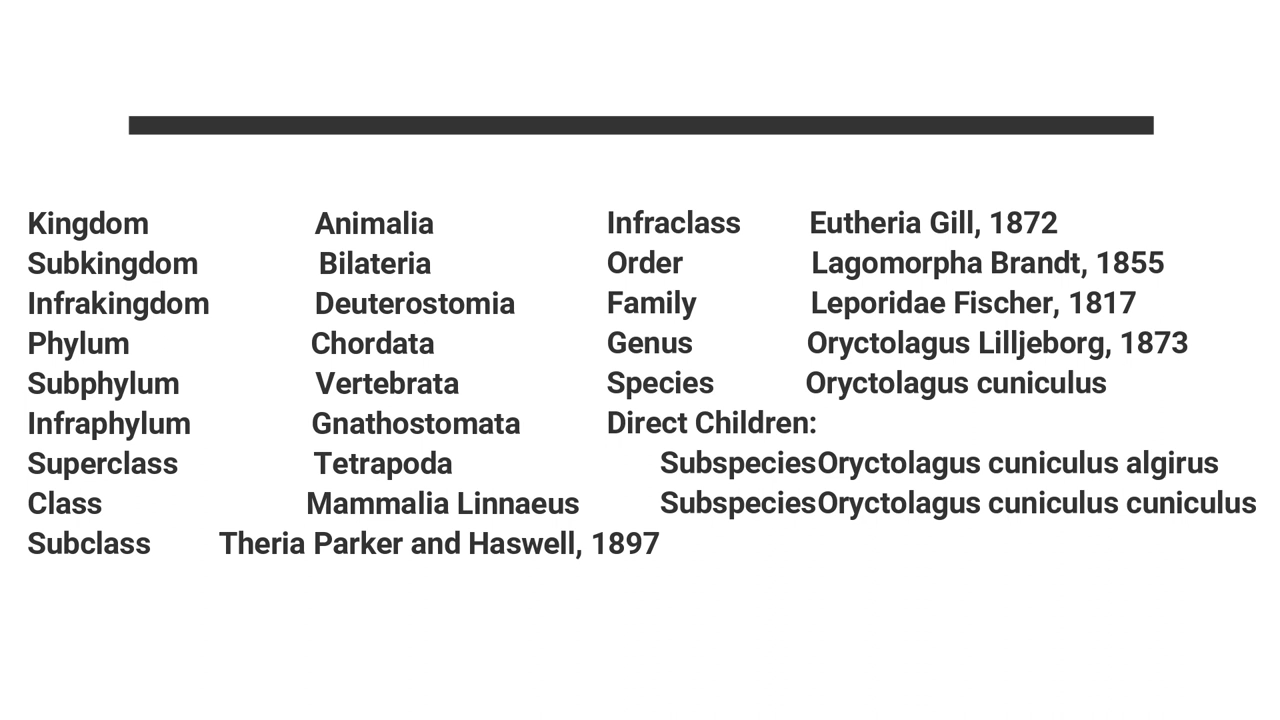 Kingdom Animalia
Subkingdom Bilateria
Infrakingdom Deuterostomia
Phylum Chordata
Subphylum Vertebrata
Infraphylum Gnathostomata
Superclass Tetrapoda
Class Mammalia Linnaeus
Subclass Theria Parker and Haswell, 1897
Infraclass Eutheria Gill, 1872
Order Lagomorpha Brandt, 1855
Family Leporidae Fischer, 1817
Genus Oryctolagus Lilljeborg, 1873
Species Oryctolagus cuniculus
Direct Children:
SubspeciesOryctolagus cuniculus algirus
SubspeciesOryctolagus cuniculus cuniculus